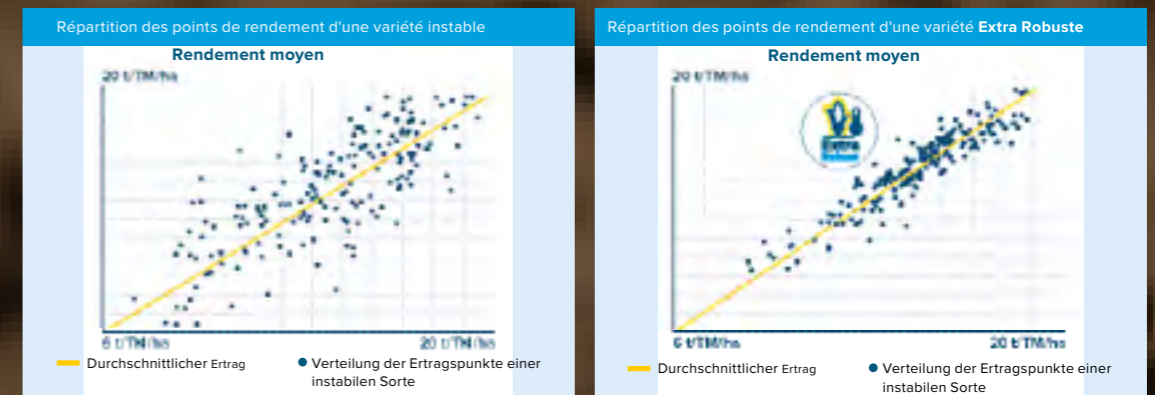 Répartition des points de rendement d'une variété instable
Rendement moyen
20 t/TM/ha
6 t/TM/ha
20 t/TM/ha
Durchschnittlicher Ertrag
Verteilung der Ertragspunkte einer
instabilen Sorte
Répartition des points de rendement d'une variété Extra Robuste
Rendement moyen
20 t/TM/ha
Extra
6 t/TM/ha
20 t/TM/ha
Durchschnittlicher Ertrag
Verteilung der Ertragspunkte einer
instabilen Sorte